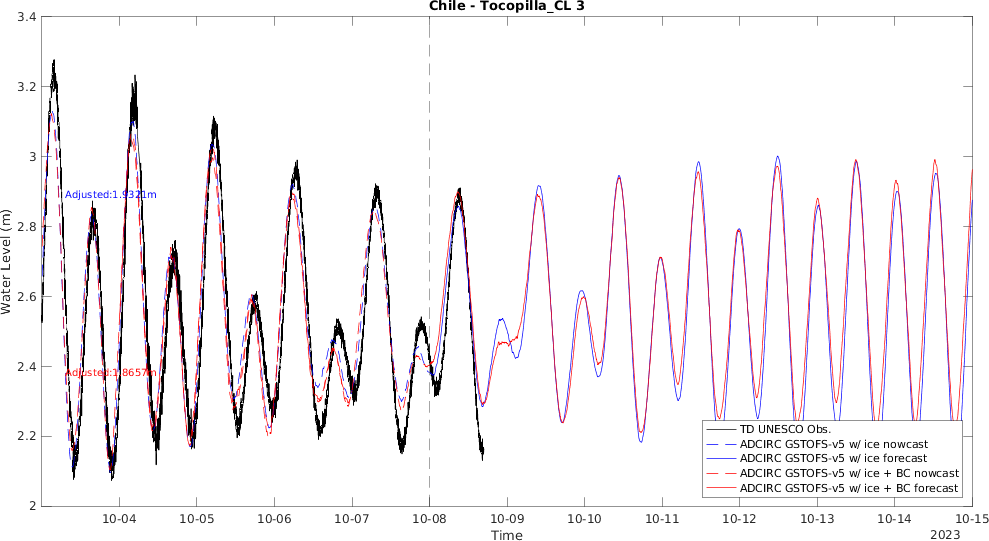 Chile - Tocopilla_CL 3
3.4
3.2
3
2.8
2.6
2.4
2.2
2
Water Level (m)
Adjusted:1.9321m
Adjusted:1.8657m
TD UNESCO Obs.
ADCIRC GSTOFS-v5 w/ ice nowcast
ADCIRC GSTOFS-v5 w/ ice forecast
ADCIRC GSTOFS-v5 w/ ice + BC nowcast
ADCIRC GSTOFS-v5 w/ ice + BC forecast
10-04 10-05 10-06 10-07 10-08 10-09 10-10 10-11 10-12 10-13 10-14 10-15
Time
2023